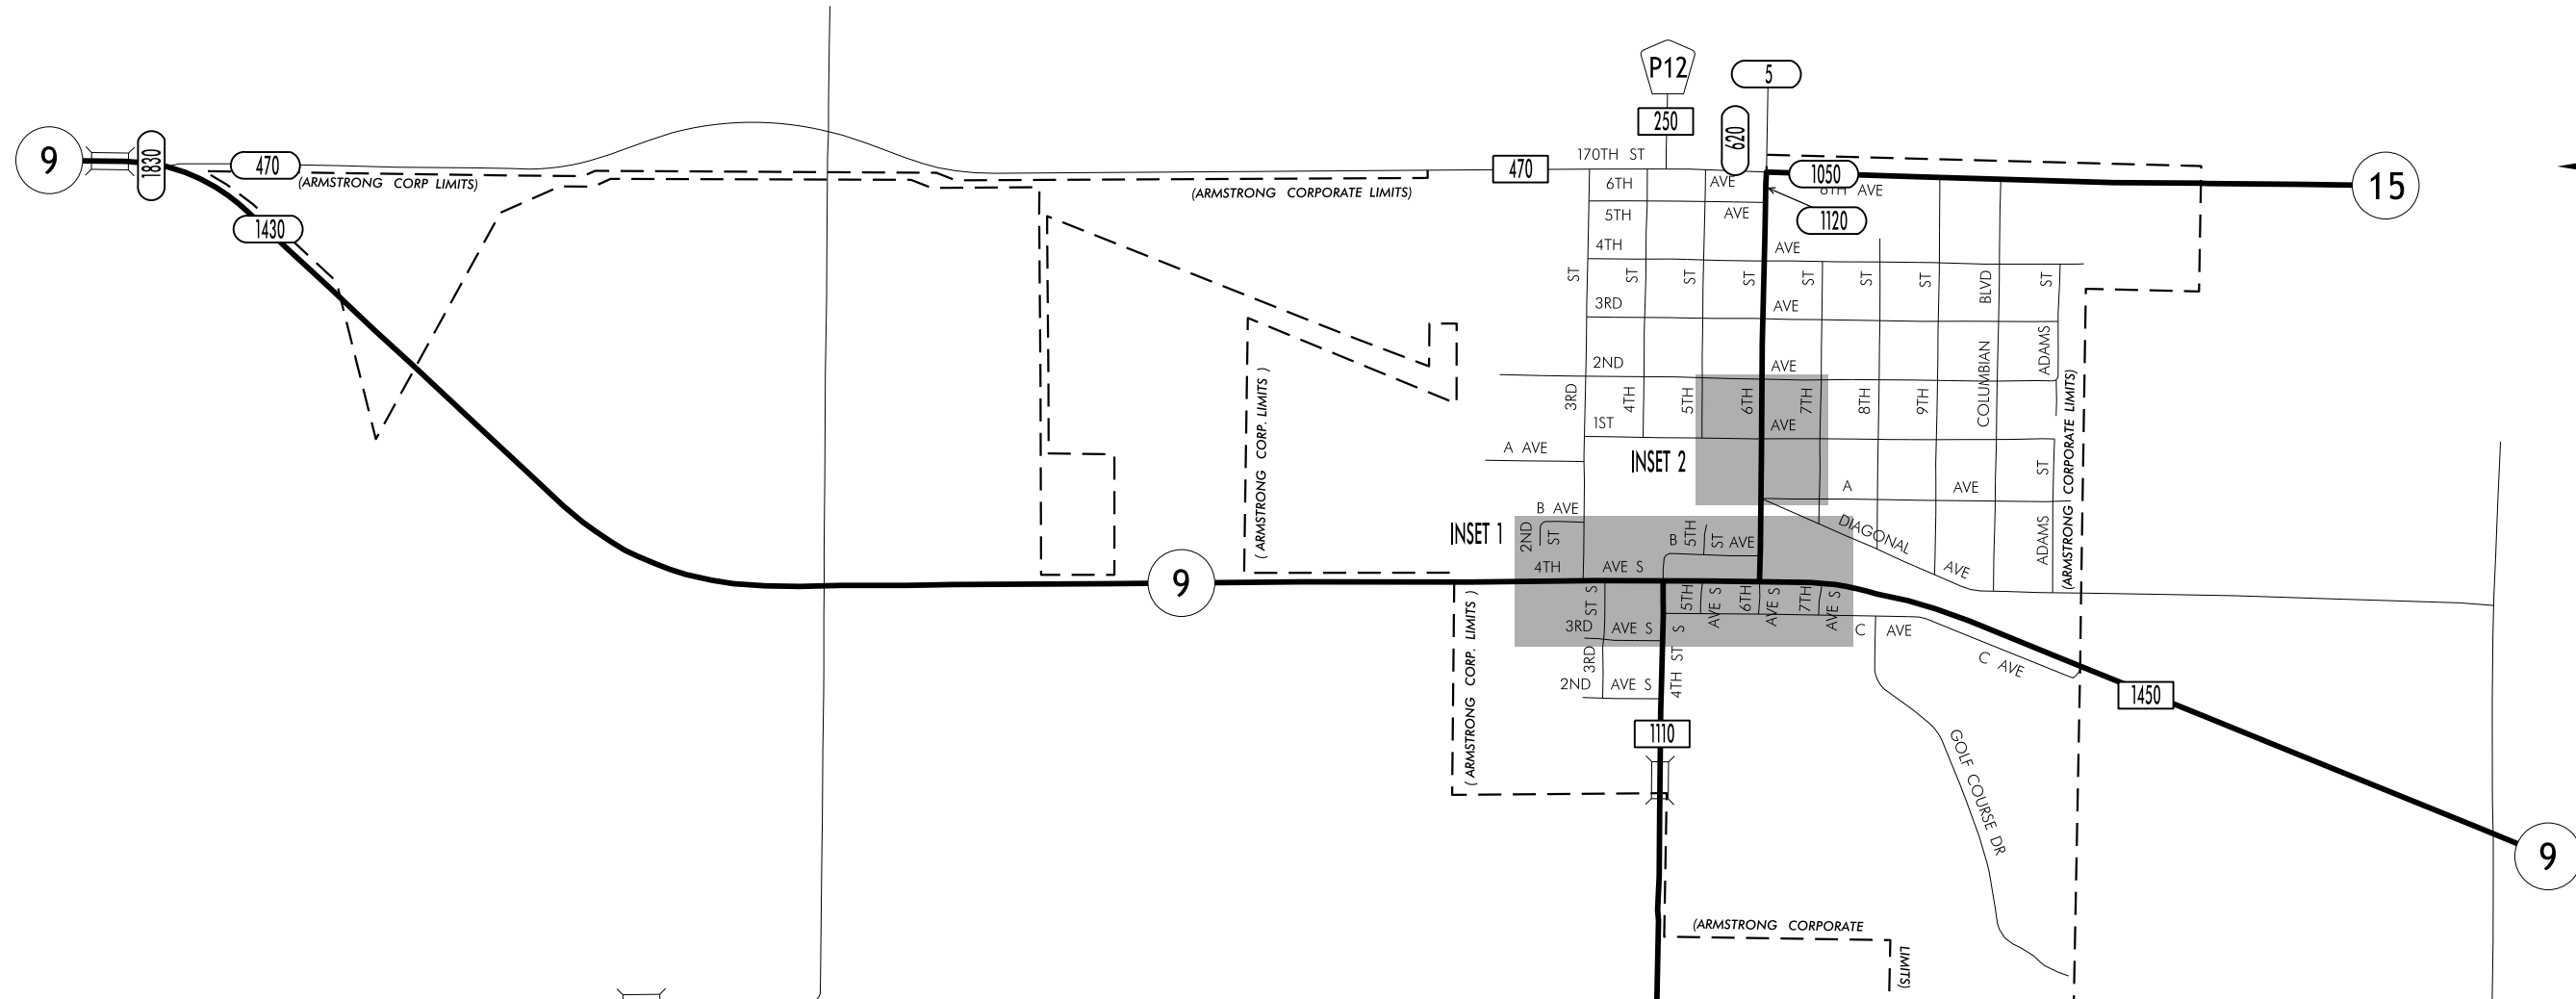 P12
5
250
620
170TH ST
9
1830
470
(ARMSTRONG CORP LIMITS)
470
(ARMSTRONG CORPORATE LIMITS)
1050
15
6TH AVE
6TH AVE
5TH AVE
1120
1430
4TH AVE
ST ST ST ST ST ST ST BLVD ST
3RD AVE
2ND AVE
3RD 4TH 5TH 6TH 7TH 8TH 9TH COLUMBIAN ADAMS
1ST AVE
(ARMSTRONG CORPORATE LIMITS)
( ARMSTRONG CORP. LIMITS )
A AVE
INSET 2
ST
A AVE
B AVE
INSET 1
2ND ST
5TH ST
B AVE
DIAGONAL AVE
ADAMS
4TH AVE S
9
ST S
5TH AVE S
6TH AVE S
7TH AVE S
3RD AVE S
S
C AVE
( ARMSTRONG CORP. LIMITS )
3RD
4TH ST
C AVE
2ND AVE S
1450
1110
GOLF COURSE DR
9
(ARMSTRONG CORPORATE
LIMITS)